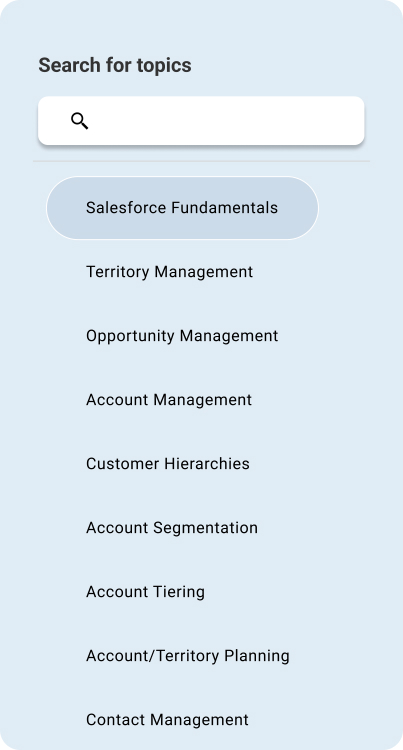 Search for topics
Salesforce Fundamentals
Territory Management
Opportunity Management
Account Management
Customer Hierarchies
Account Segmentation
Account Tiering
Account/Territory Planning
Contact Management